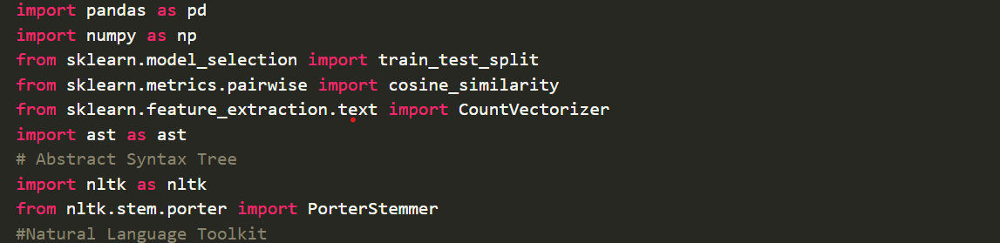 import pandas as pd
import numpy as np
from sklearn.model_selection import train_test_split
from sklearn.metrics.pairwise import cosine_similarity
from sklearn.feature_extraction.text import CountVectorizer
import ast as ast
# Abstract Syntax Tree
import nltk as nltk
from nltk.stem.porter import PorterStemmer
#Natural Language Toolkit